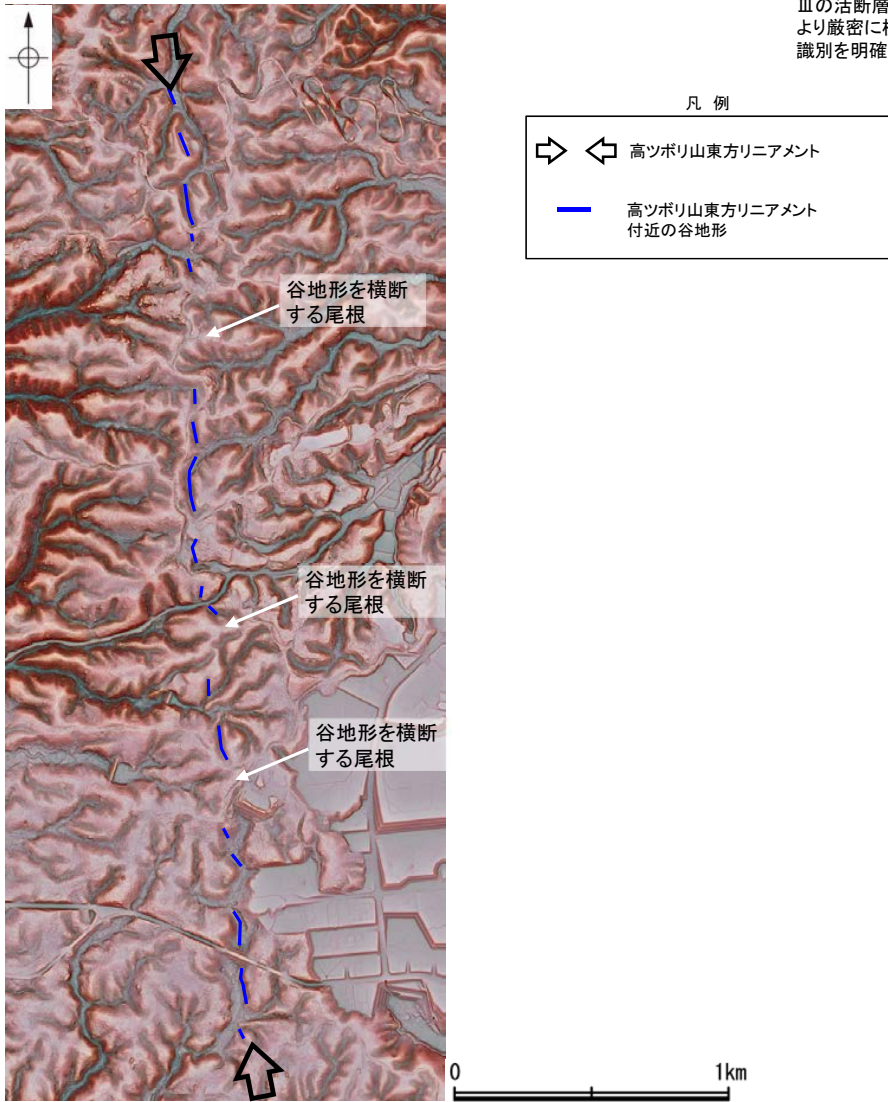 Ⅲの活断層
より厳密に
識別を明確
凡 例
高ツボリ山東方リニアメント
高ツボリ山東方リニアメント
付近の谷地形
谷地形を横断
する尾根
谷地形を横断
する尾根
谷地形を横断
する尾根
0
1km